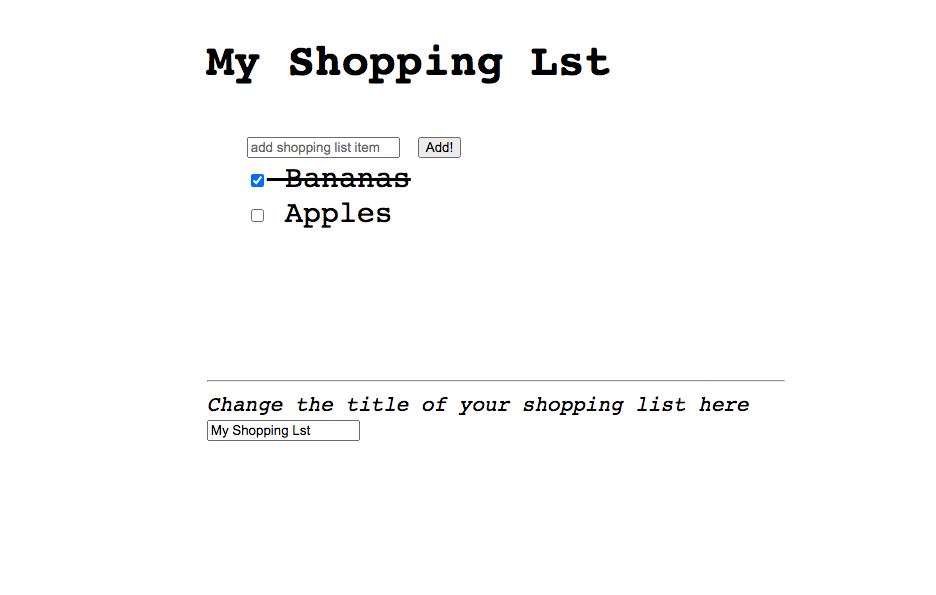 My Shopping Lst
add shopping list item Add!
Bananas
Apples
Change the title of your shopping list here
My Shopping Lst